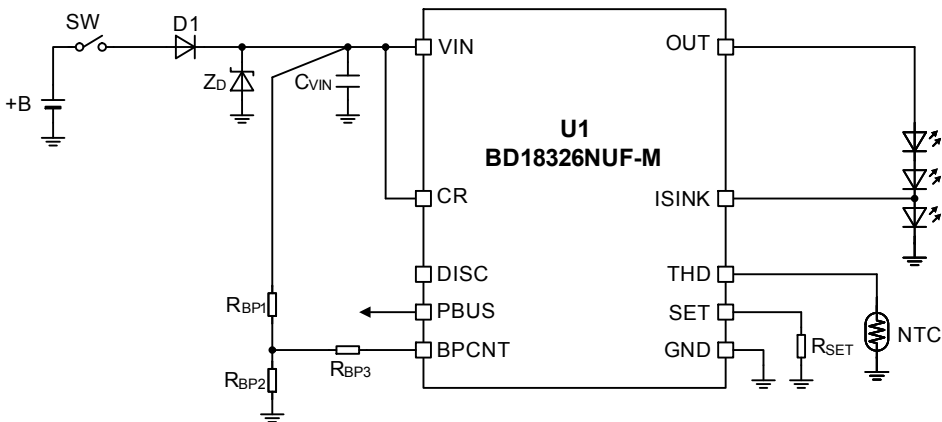 SW
D1
VIN
OUT
ZD
CVIN
+B
U1
BD18326NUF-M
CR
ISINK
DISC
THD
RBP1
PBUS
SET
BPCNT
GND
RSET
NTC
RBP2
RBP3